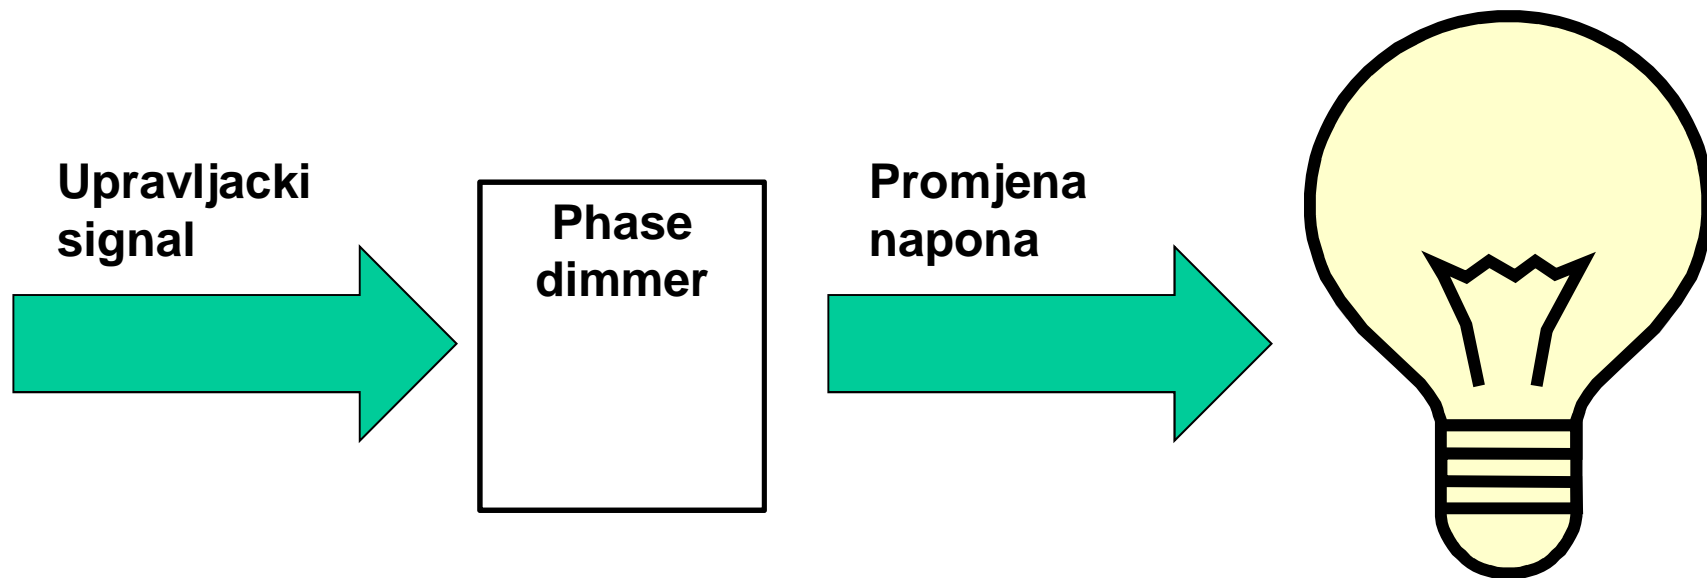 Upravljacki
signal
Phase
dimmer
Promjena
napona